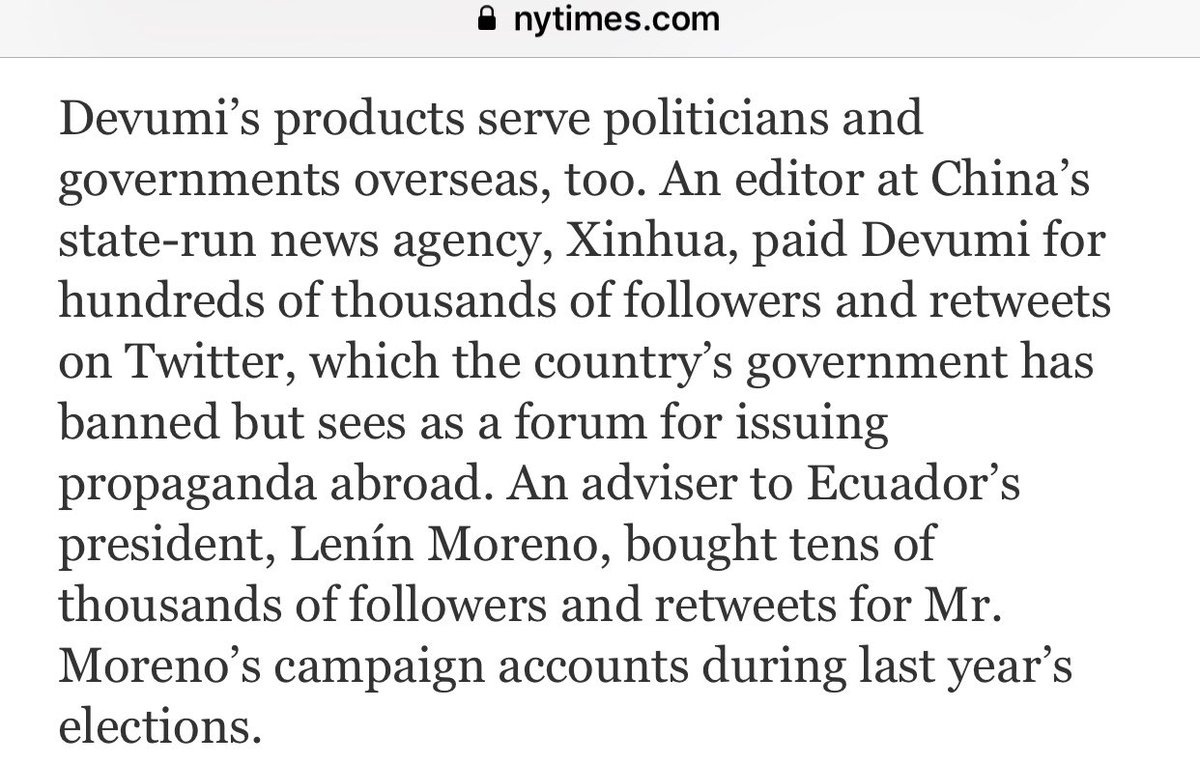 nytimes.com
Devumi’s products serve politicians and
governments overseas, too. An editor at China’s
state-run news agency, Xinhua, paid Devumi for
hundreds of thousands of followers and retweets
on Twitter, which the country’s government has
banned but sees as a forum for issuing
propaganda abroad. An adviser to Ecuador’s
president, Lenín Moreno, bought tens of
thousands of followers and retweets for Mr.
Moreno’s campaign accounts during last year’s
elections.